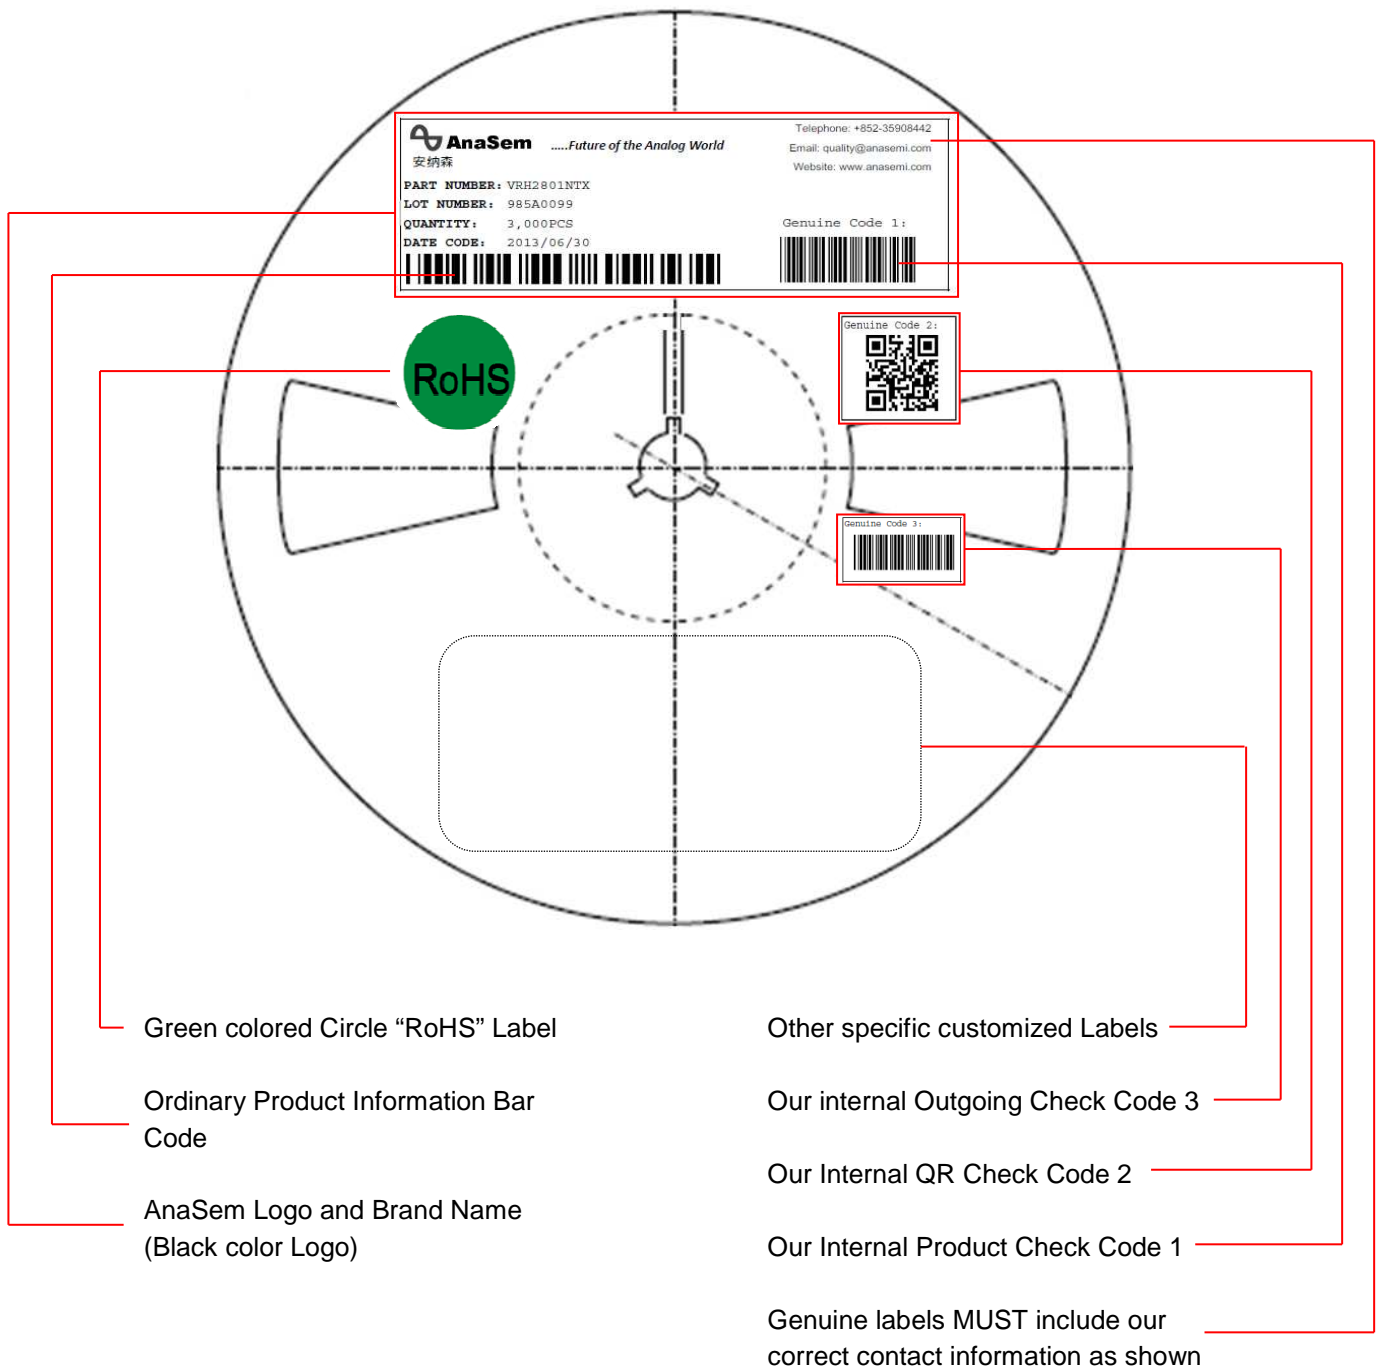 AnaSem .....Future of the Analog World
安纳森
Telephone: +852-35908442
Email: quality@anasemi.com
Website: www.anasemi.com
PART NUMBER: VRH2801NTX
LOT NUMBER: 985A0099
QUANTITY: 3,000PCS
DATE CODE: 2013/06/30
Genuine Code 1:
RoHS
Genuine Code 2:
Genuine Code 3:
Green colored Circle “RoHS” Label
Ordinary Product Information Bar
Code
AnaSem Logo and Brand Name
(Black color Logo)
Other specific customized Labels
Our internal Outgoing Check Code 3
Our Internal QR Check Code 2
Our Internal Product Check Code 1
Genuine labels MUST include our
correct contact information as shown